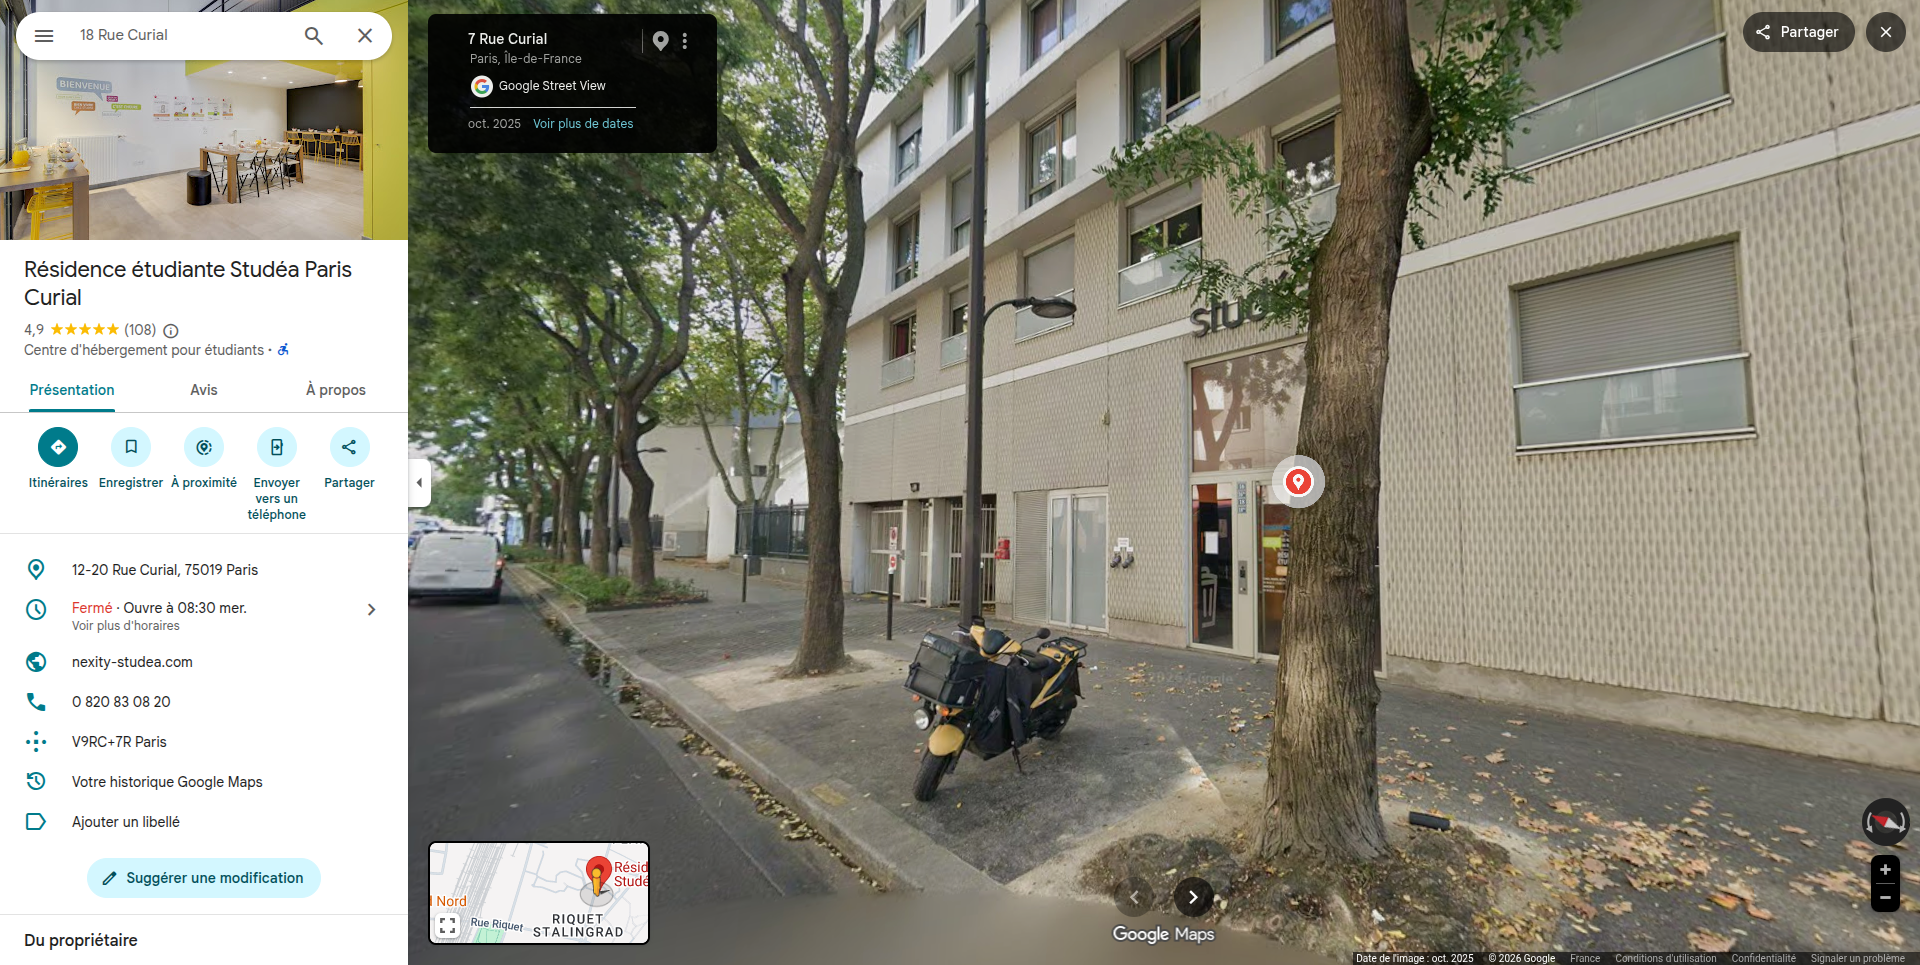 18 Rue Curial
BIENVENUE
Résidence étudiante Studéa Paris
Curial
4,9 (108)
Centre d'hébergement pour étudiants •
Présentation
Avis
À propos
Itinéraires
Enregistrer
À proximité
Envoyer
vers un
téléphone
Partager
12-20 Rue Curial, 75019 Paris
Fermé · Ouvre à 08:30 mer.
Voir plus d'horaires
nexity-studea.com
0 820 83 08 20
V9RC+7R Paris
Votre historique Google Maps
Ajouter un libellé
Suggérer une modification
Du propriétaire
7 Rue Curial
Paris, Île-de-France
Google Street View
oct. 2025 Voir plus de dates
Partager
stud
Résid
Studé
l Nord
Rue Riquet
RIQUET
STALINGRAD
Google Maps
Date de l'image : oct. 2025 © 2026 Google France Conditions d'utilisation Confidentialité Signaler un problème